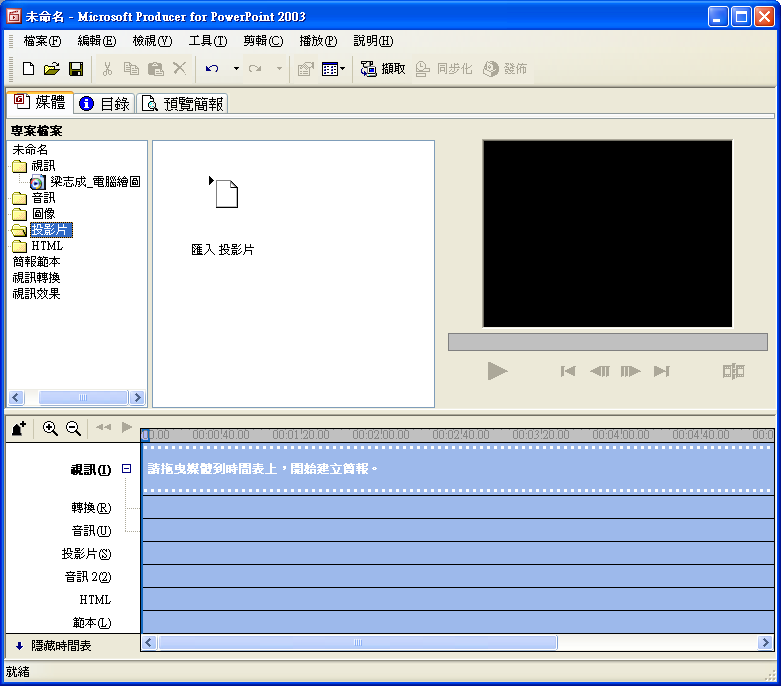 未命名 - Microsoft Producer for PowerPoint 2003
檔案(F) 編輯(E) 檢視(V) 工具(T) 剪輯(C) 播放(P) 說明(H)
擷取 同步化 發佈
媒體 目錄 預覽簡報
專案檔案
未命名
視訊
梁志成_電腦繪圖
音訊
圖像
投影片
HTML
簡報範本
視訊轉換
視訊效果
匯入 投影片
00:00'40.00 00:01'20.00 00:02'00.00 00:02'40.00 00:03'20.00 00:04'00.00 00:04'40.00
視訊(I)
請拖曳媒體到時間表上，開始建立簡報。
轉換(R)
音訊(U)
投影片(S)
音訊 2(2)
HTML
範本(L)
隱藏時間表
就緒